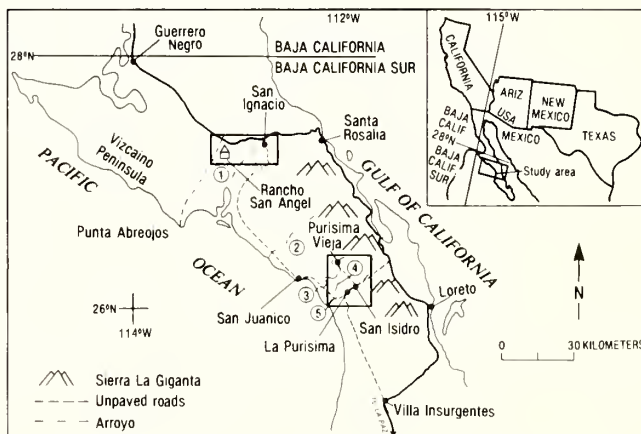 112°W
Guerrero
Negro
28°N
BAJA CALIFORNIA
BAJA CALIFORNIA SUR
San
Ignacio
Santa
Rosalia
Vizcaino
Peninsula
PACIFIC
OCEAN
GULF OF CALIFORNIA
1
Rancho
San Angel
Punta Abreojos
Purisima
Vieja
2
3
4
5
San Juanico
San Isidro
La Purisima
Loreto
26°N
114°W
Villa Insurgentes
TO LA PAZ
N
0 30 KILOMETERS
Sierra La Giganta
Unpaved roads
Arroyo
115°W
CALIFORNIA
ARIZ
NEW
MEXICO
USA
MEXICO
TEXAS
BAJA
CALIF
28°N
BAJA
CALIF
SUR
Study area